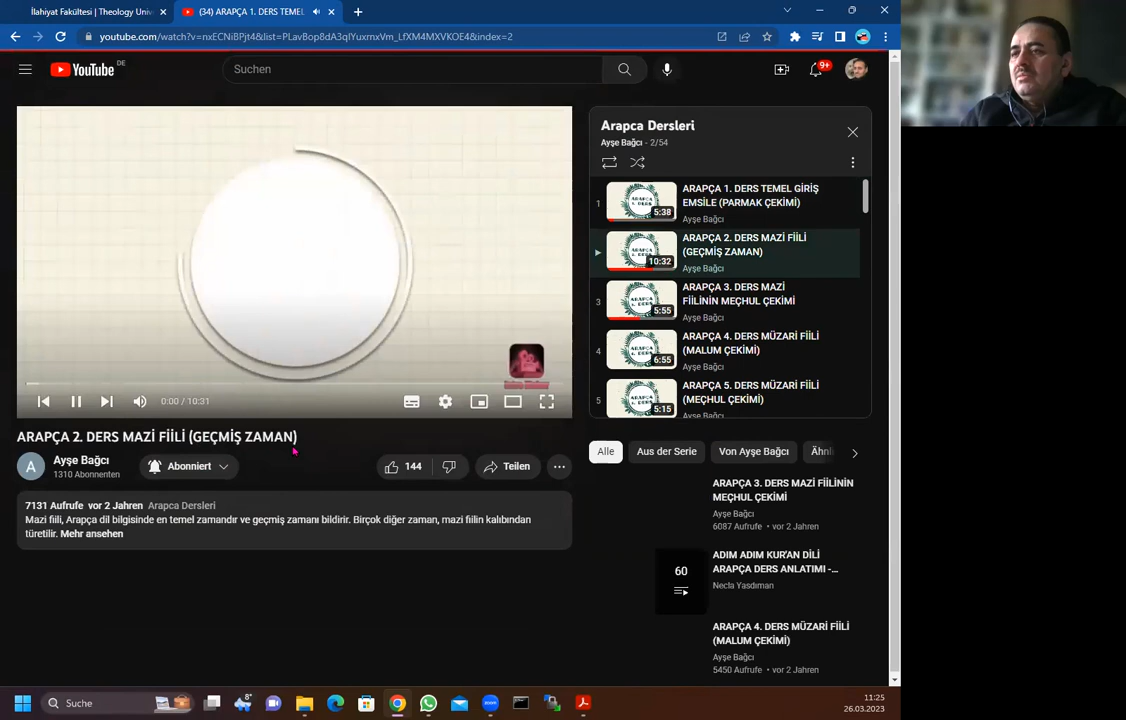 İlahiyat Fakültesi | Theology Univ
(34) ARAPÇA 1. DERS TEMEL
youtube.com/watch?v=nxECNiBPjt4&list=PLavBop8dA3qIYuxrnxVm_LfXM4MXVKOE4&index=2
YouTube DE
Suchen
9+
0:00 / 10:31
ARAPÇA 2. DERS MAZİ FİİLİ (GEÇMİŞ ZAMAN)
A
Ayşe Bağcı
1310 Abonnenten
Abonniert
144
Teilen
7131 Aufrufe vor 2 Jahren Arapca Dersleri
Mazi fiili, Arapça dil bilgisinde en temel zamandır ve geçmiş zamanı bildirir. Birçok diğer zaman, mazi fiilin kalıbından
türetilir. Mehr ansehen
Arapca Dersleri
Ayşe Bağcı - 2/54
1
5:38
ARAPÇA 1. DERS TEMEL GİRİŞ
EMSİLE (PARMAK ÇEKİMİ)
Ayşe Bağcı
10:32
ARAPÇA 2. DERS MAZİ FİİLİ
(GEÇMİŞ ZAMAN)
Ayşe Bağcı
3
5:55
ARAPÇA 3. DERS MAZİ
FİİLİNİN MEÇHUL ÇEKİMİ
Ayşe Bağcı
4
6:55
ARAPÇA 4. DERS MÜZARİ FİİLİ
(MALUM ÇEKİMİ)
Ayşe Bağcı
5
5:15
ARAPÇA 5. DERS MÜZARİ FİİLİ
(MEÇHUL ÇEKİMİ)
Ayşe Bağcı
Alle
Aus der Serie
Von Ayşe Bağcı
Ähnl
ARAPÇA 3. DERS MAZİ FİİLİNİN
MEÇHUL ÇEKİMİ
Ayşe Bağcı
6087 Aufrufe • vor 2 Jahren
60
ADIM ADIM KUR'AN DİLİ
ARAPÇA DERS ANLATIMI -...
Necla Yasdıman
ARAPÇA 4. DERS MÜZARİ FİİLİ
(MALUM ÇEKİMİ)
Ayşe Bağcı
5450 Aufrufe • vor 2 Jahren
Suche
8°
11:25
26.03.2023